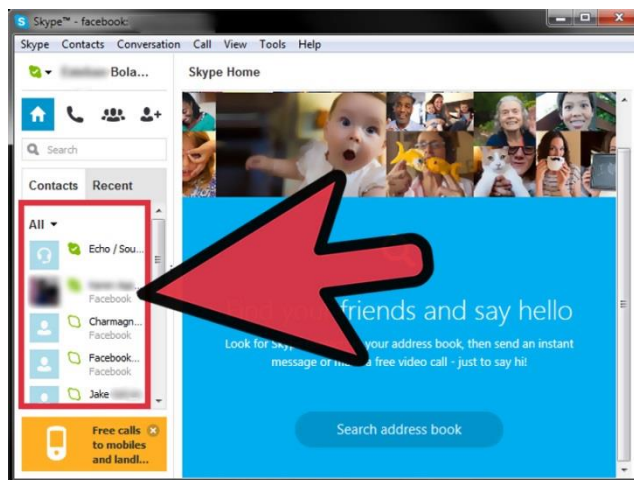 Skype™ - facebook:
Skype Contacts Conversation Call View Tools Help
Bola...
Skype Home
Search
Contacts Recent
All
Echo / Sou...
Facebook
Charmagn...
Facebook
Facebook...
Facebook
Jake
Free calls
to mobiles
and landl...
friends and say hello
Look for your address book, then send an instant
message or a free video call - just to say hi!
Search address book